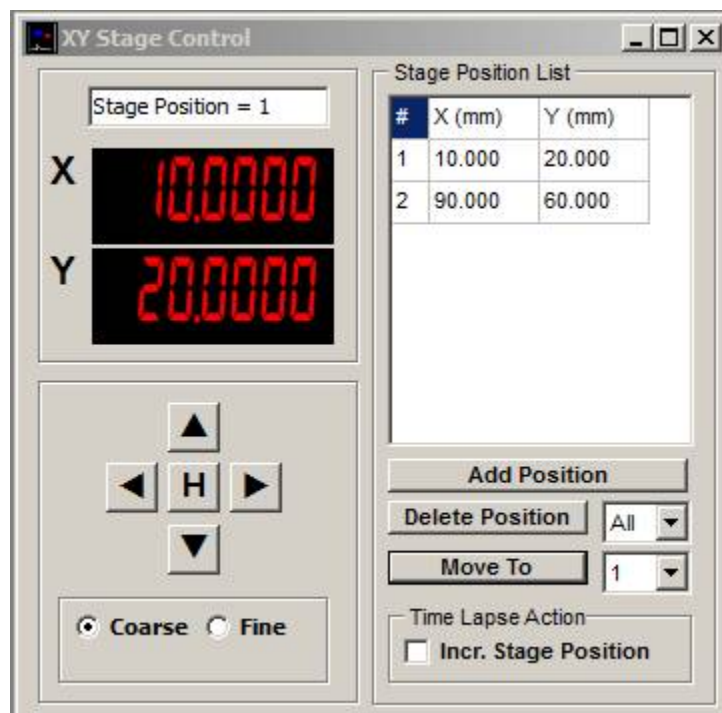 XY Stage Control
Stage Position = 1
X 10.0000
Y 20.0000
H
Coarse Fine
Stage Position List
# X (mm) Y (mm)
1 10.000 20.000
2 90.000 60.000
Add Position
Delete Position All
Move To 1
Time Lapse Action
Incr. Stage Position